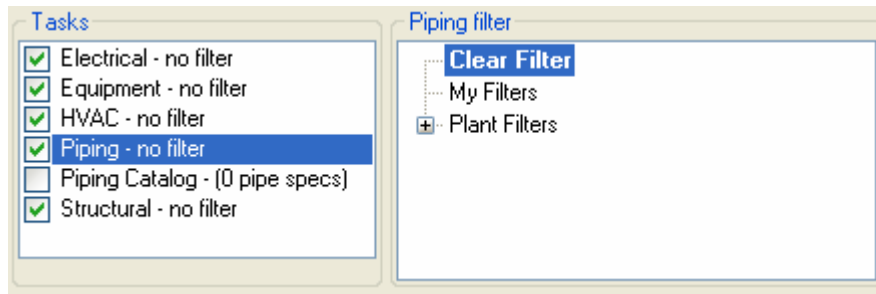 Tasks
Electrical - no filter
Equipment - no filter
HVAC - no filter
Piping - no filter
Piping Catalog - (0 pipe specs)
Structural - no filter
Piping filter
Clear Filter
My Filters
Plant Filters